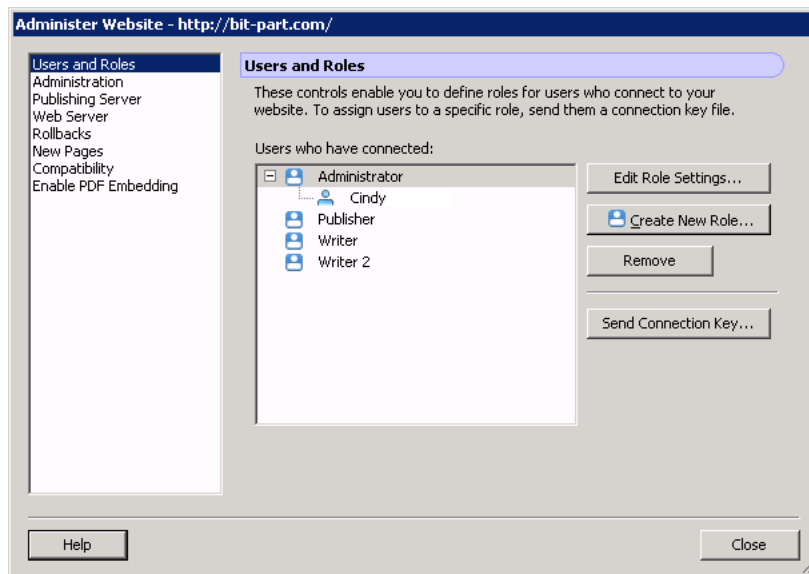 Administer Website - http://bit-part.com/
Users and Roles
Administration
Publishing Server
Web Server
Rollbacks
New Pages
Compatibility
Enable PDF Embedding
Users and Roles
These controls enable you to define roles for users who connect to your
website. To assign users to a specific role, send them a connection key file.
Users who have connected:
Administrator
Cindy
Publisher
Writer
Writer 2
Edit Role Settings...
Create New Role...
Remove
Send Connection Key...
Help
Close